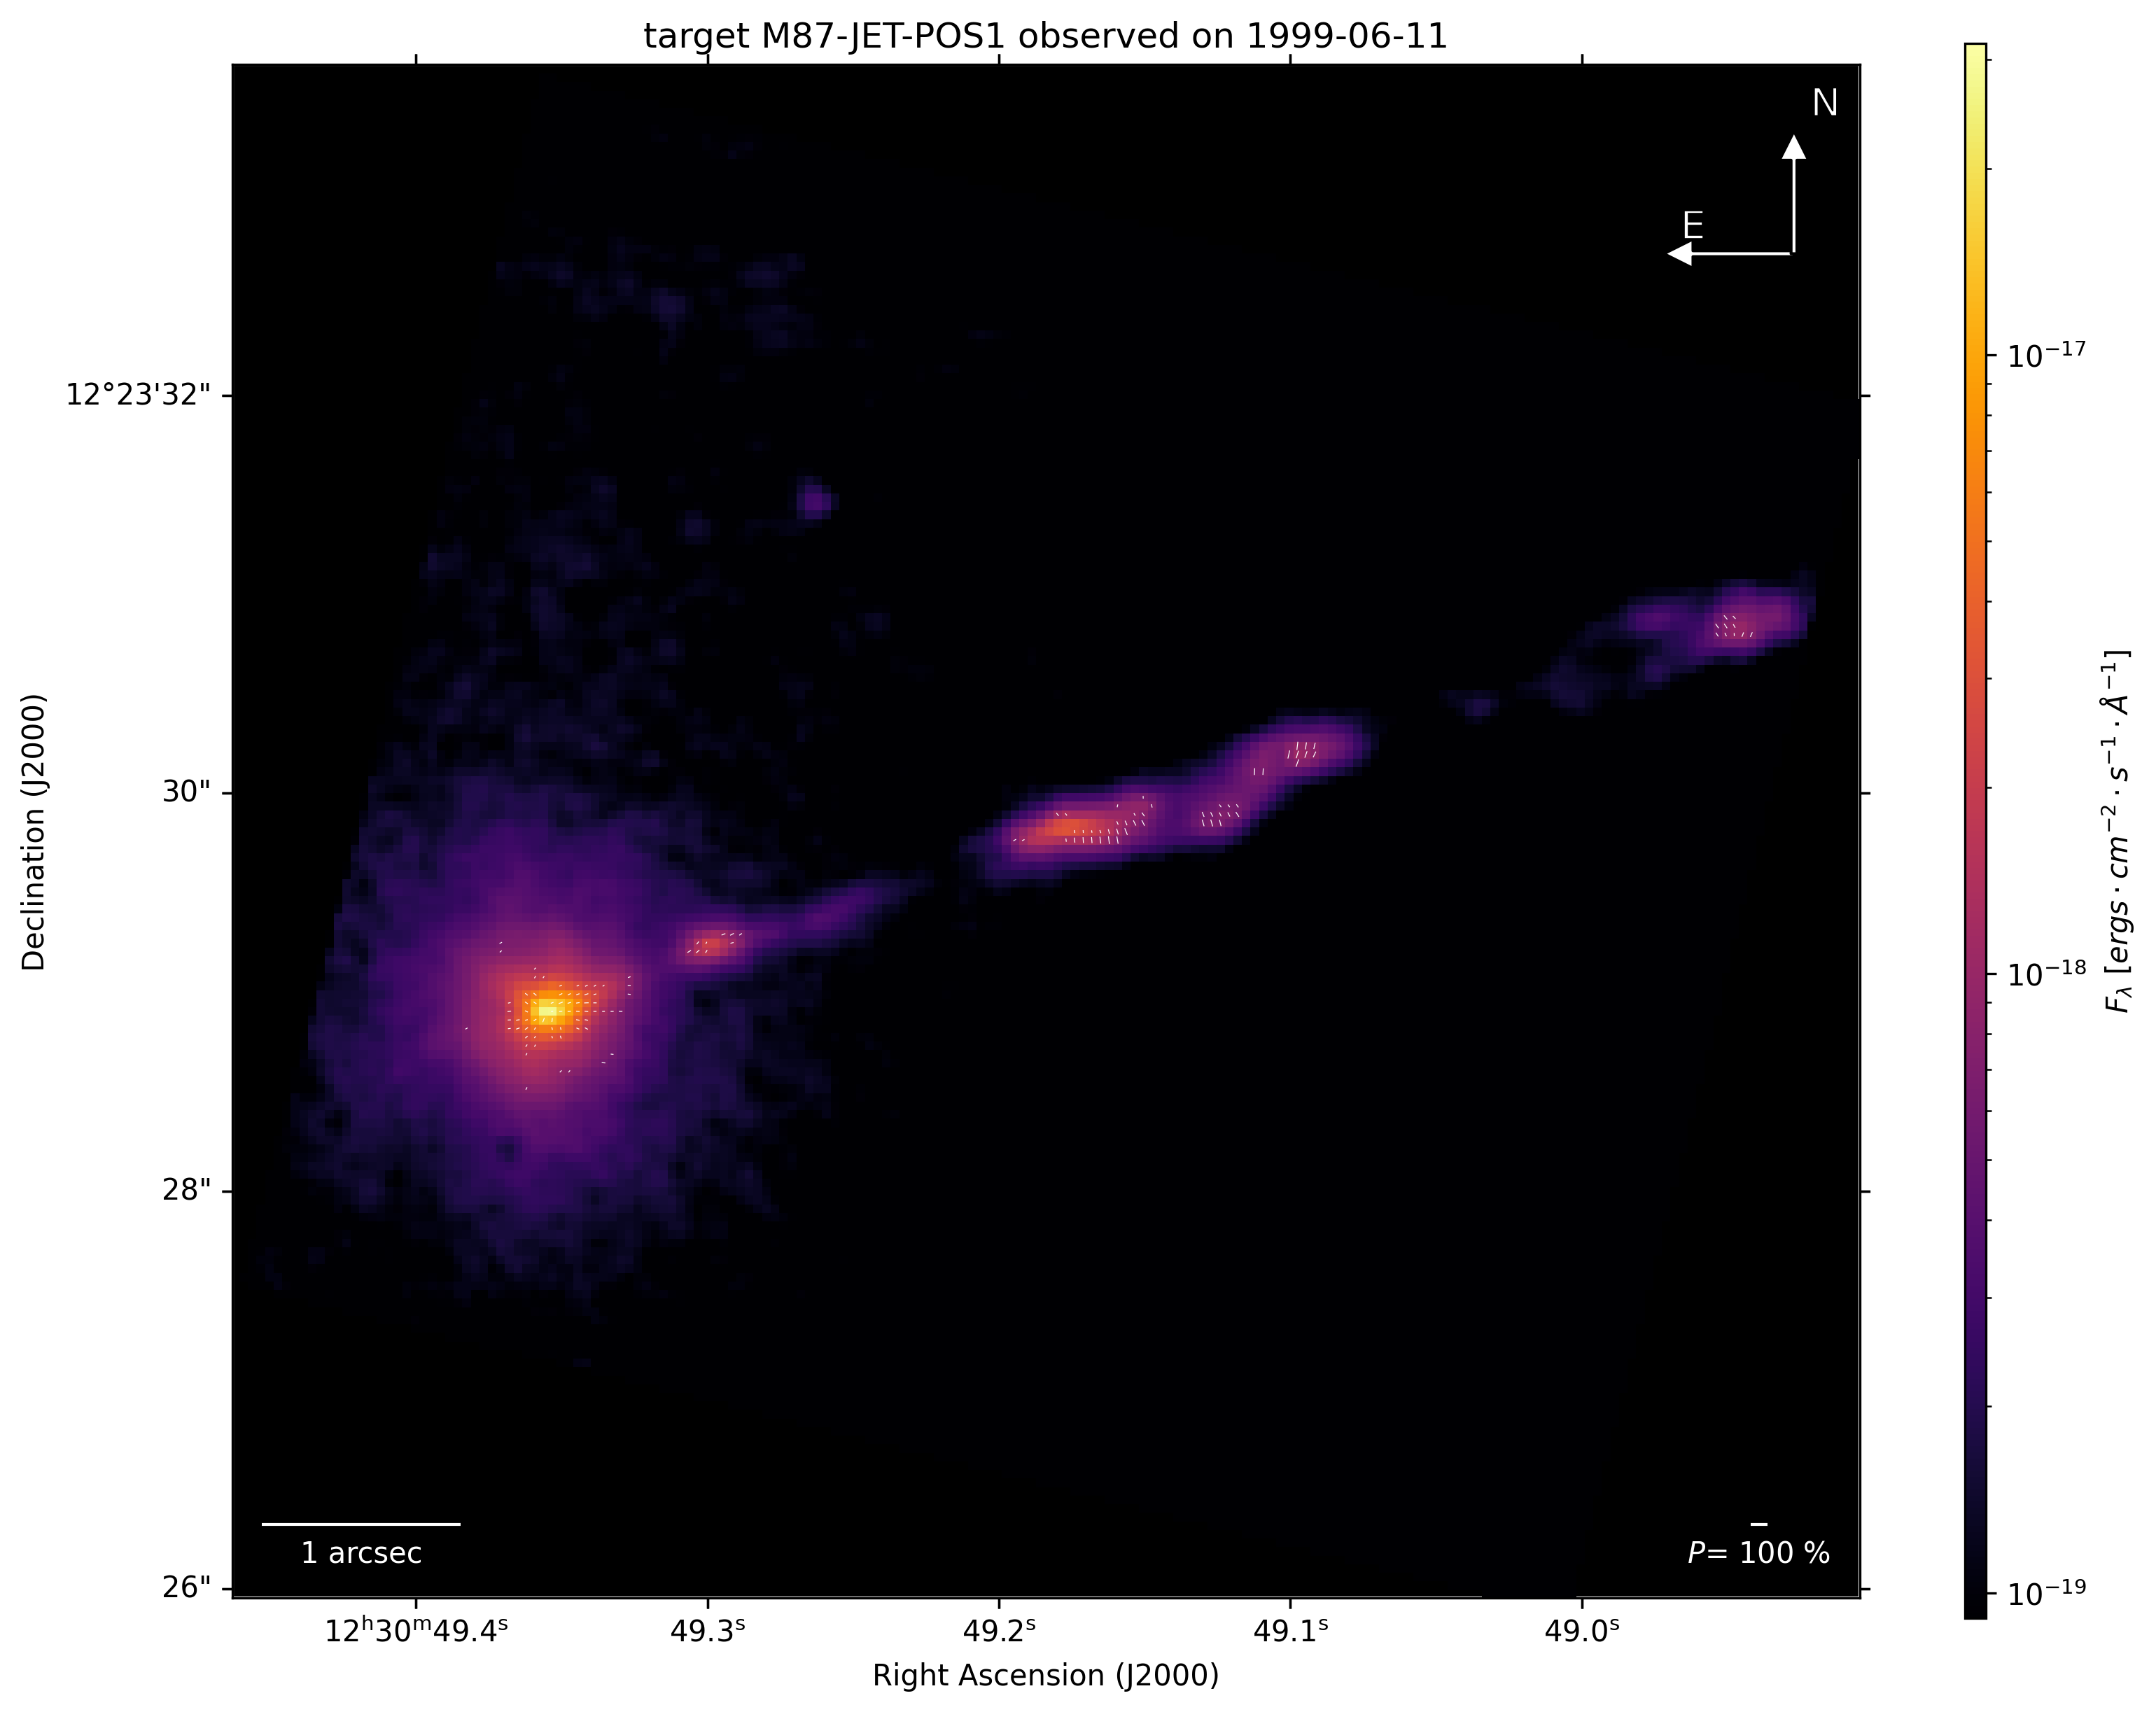 target M87-JET-POS1 observed on 1999-06-11
N
E
12°23'32"
30"
28"
26"
Declination (J2000)
1 arcsec
P= 100 %
12ʰ30ᵐ49.4ˢ 49.3ˢ 49.2ˢ 49.1ˢ 49.0ˢ
Right Ascension (J2000)
10⁻¹⁷
10⁻¹⁸
10⁻¹⁹
F_λ [ergs · cm⁻² · s⁻¹ · Å⁻¹]